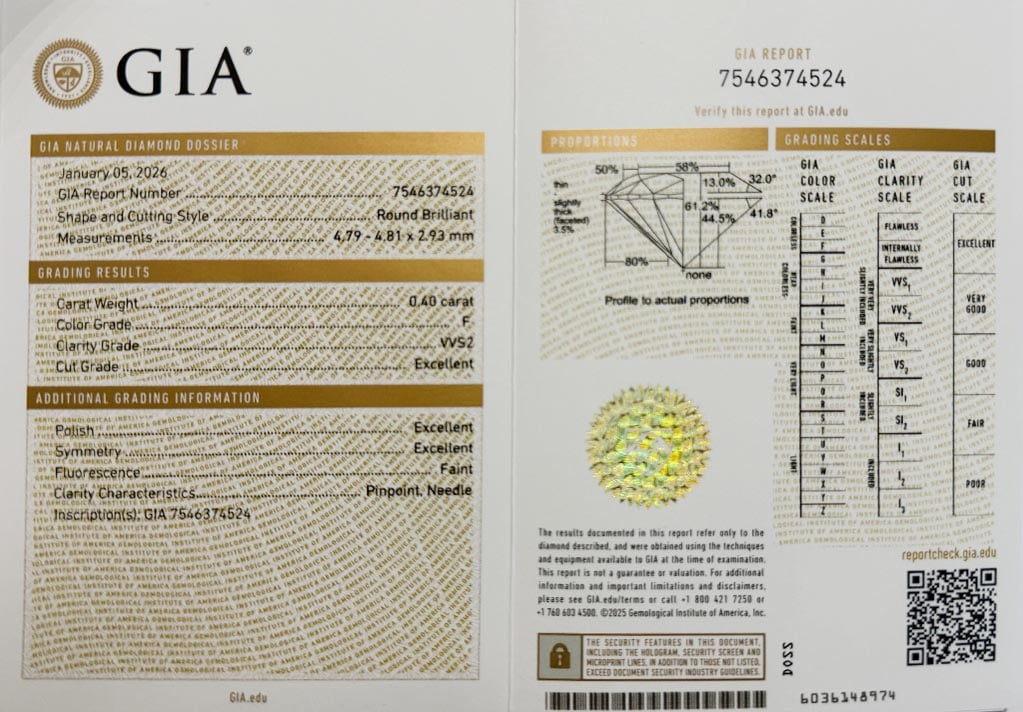 GIA®
GIA NATURAL DIAMOND DOSSIER®
January 05, 2026
GIA Report Number 7546374524
Shape and Cutting Style Round Brilliant
Measurements 4.79 - 4.81 x 2.93 mm
GRADING RESULTS
Carat Weight 0.40 carat
Color Grade F
Clarity Grade VVS2
Cut Grade Excellent
ADDITIONAL GRADING INFORMATION
Polish Excellent
Symmetry Excellent
Fluorescence Faint
Clarity Characteristics Pinpoint, Needle
Inscription(s): GIA 7546374524
GIA.edu
GIA REPORT
7546374524
Verify this report at GIA.edu
PROPORTIONS
50%
58%
13.0%
32.0°
thin
-
slightly
thick
(faceted)
3.5%
61.2%
44.5%
41.8°
80%
none
Profile to actual proportions
GRADING SCALES
GIA
COLOR
SCALE
COLORLESS
D
E
F
NEAR COLORLESS
G
H
I
J
FAINT
K
L
M
VERY LIGHT
N
O
P
Q
R
LIGHT
S
T
U
V
W
X
Y
Z
GIA
CLARITY
SCALE
FLAWLESS
INTERNALLY
FLAWLESS
VERY VERY SLIGHTLY INCLUDED
VVS1
VVS2
VERY SLIGHTLY INCLUDED
VS1
VS2
SLIGHTLY INCLUDED
SI1
SI2
INCLUDED
I1
I2
I3
GIA
CUT
SCALE
EXCELLENT
VERY
GOOD
GOOD
FAIR
POOR
The results documented in this report refer only to the
diamond described, and were obtained using the techniques
and equipment available to GIA at the time of examination.
This report is not a guarantee or valuation. For additional
information and important limitations and disclaimers,
please see GIA.edu/terms or call +1 800 421 7250 or
+1 760 603 4500. ©2025 Gemological Institute of America, Inc.
THE SECURITY FEATURES IN THIS DOCUMENT,
INCLUDING THE HOLOGRAM, SECURITY SCREEN AND
MICROPRINT LINES, IN ADDITION TO THOSE NOT LISTED,
EXCEED DOCUMENT SECURITY INDUSTRY GUIDELINES.
reportcheck.gia.edu
6036148974